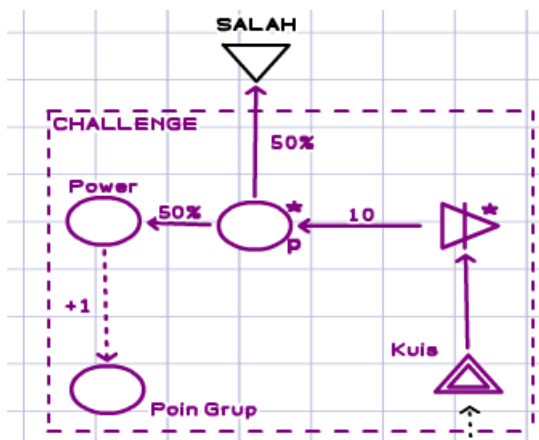 SALAH
CHALLENGE
50%
Power
50%
*
10
*
p
+1
Kuis
Poin Grup